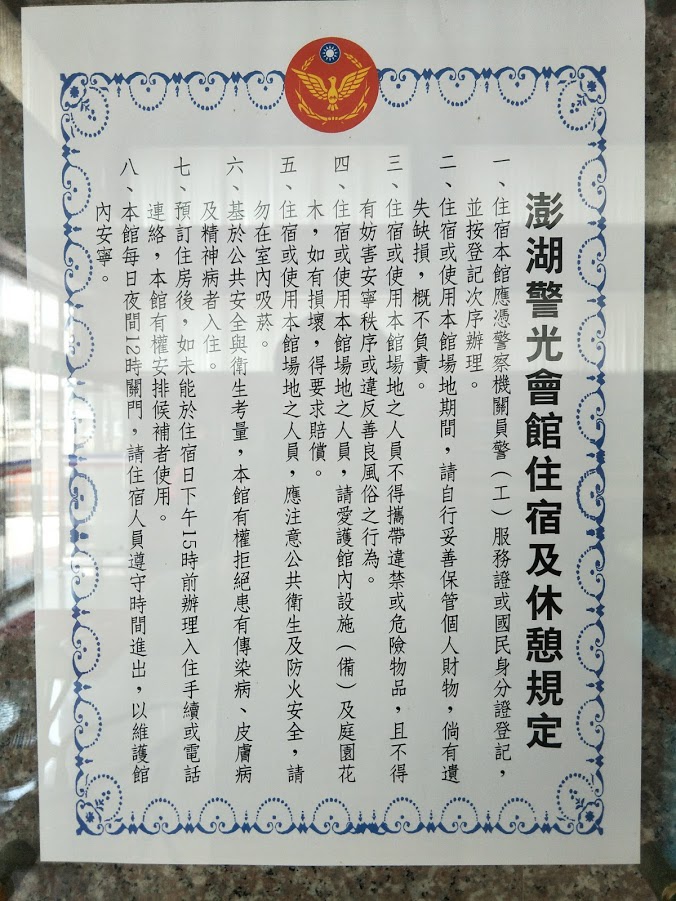 澎湖警光會館住宿及休憩規定
一、住宿本館應憑警察機關員警（工）服務證或國民身分證登記，
並按登記次序辦理。
二、住宿或使用本館場地期間，請自行妥善保管個人財物，倘有遺
失缺損，概不負責。
三、住宿或使用本館場地之人員不得攜帶違禁或危險物品，且不得
有妨害安寧秩序或違反善良風俗之行為。
四、住宿或使用本館場地之人員，請愛護館內設施（備）及庭園花
木，如有損壞，得要求賠償。
五、住宿或使用本館場地之人員，應注意公共衛生及防火安全，請
勿在室內吸菸。
六、基於公共安全與衛生考量，本館有權拒絕患有傳染病、皮膚病
及精神病者入住。
七、預訂住房後，如未能於住宿日下午15時前辦理入住手續或電話
連絡，本館有權安排候補者使用。
八、本館每日夜間12時關門，請住宿人員遵守時間進出，以維護館
內安寧。